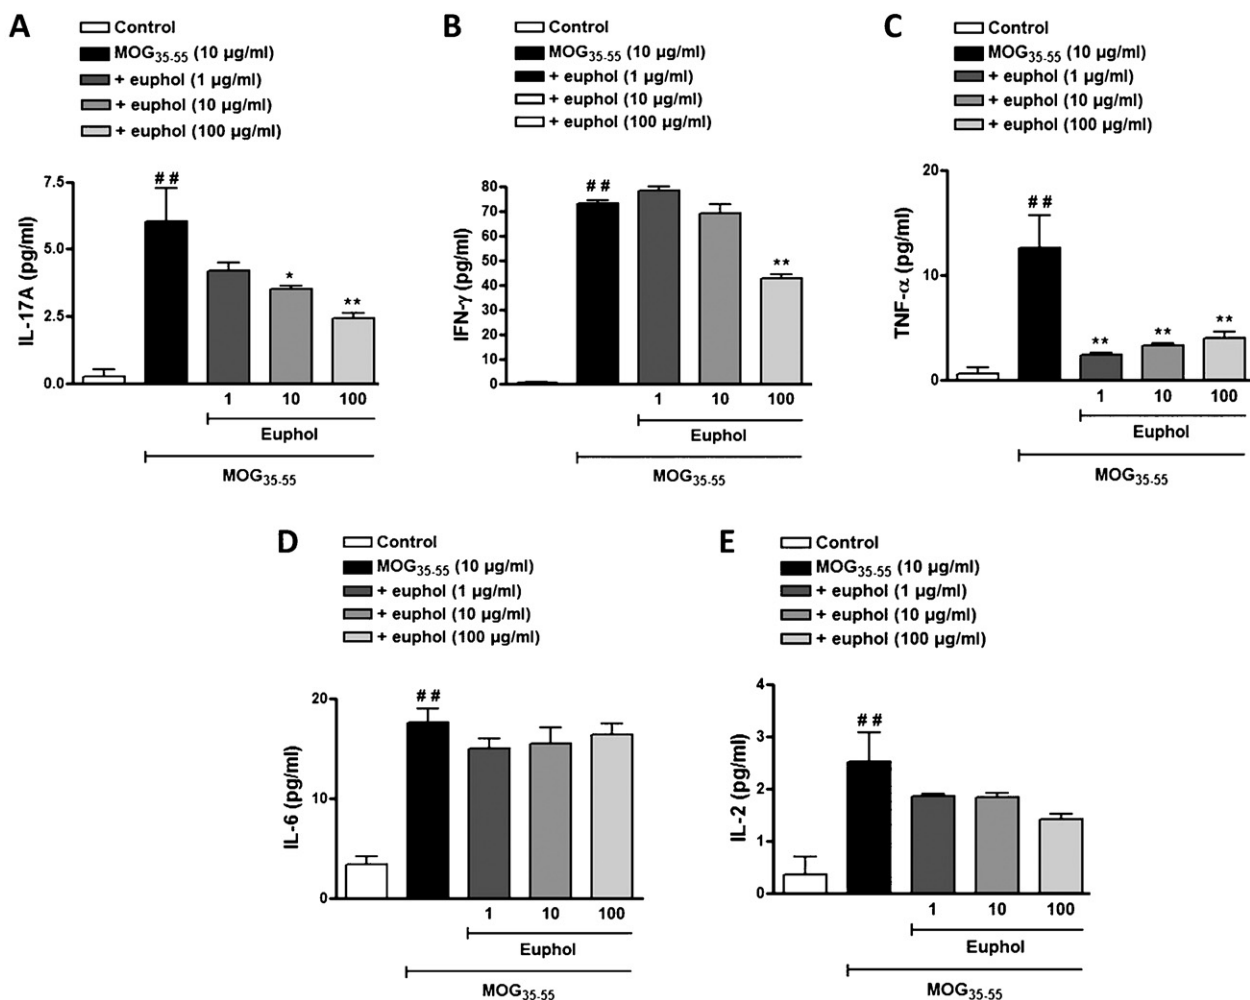 A
Control
MOG35-55 (10 µg/ml)
+ euphol (1 µg/ml)
+ euphol (10 µg/ml)
+ euphol (100 µg/ml)
IL-17A (pg/ml)
7.5
5.0
2.5
0.0
##
*
**
1 10 100
Euphol
MOG35-55
B
Control
MOG35-55 (10 µg/ml)
+ euphol (1 µg/ml)
+ euphol (10 µg/ml)
+ euphol (100 µg/ml)
IFN-γ (pg/ml)
80
70
60
50
40
30
20
10
0
##
**
1 10 100
Euphol
MOG35-55
C
Control
MOG35-55 (10 µg/ml)
+ euphol (1 µg/ml)
+ euphol (10 µg/ml)
+ euphol (100 µg/ml)
TNF-α (pg/ml)
20
10
0
##
** ** **
1 10 100
Euphol
MOG35-55
D
Control
MOG35-55 (10 µg/ml)
+ euphol (1 µg/ml)
+ euphol (10 µg/ml)
+ euphol (100 µg/ml)
IL-6 (pg/ml)
20
10
0
##
1 10 100
Euphol
MOG35-55
E
Control
MOG35-55 (10 µg/ml)
+ euphol (1 µg/ml)
+ euphol (10 µg/ml)
+ euphol (100 µg/ml)
IL-2 (pg/ml)
4
3
2
1
0
##
1 10 100
Euphol
MOG35-55